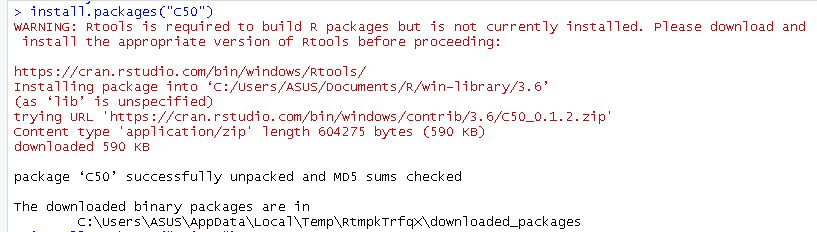 > install.packages("C50")
WARNING: Rtools is required to build R packages but is not currently installed. Please download and
install the appropriate version of Rtools before proceeding:
https://cran.rstudio.com/bin/windows/Rtools/
Installing package into ‘C:/Users/ASUS/Documents/R/win-library/3.6’
(as ‘lib’ is unspecified)
trying URL 'https://cran.rstudio.com/bin/windows/contrib/3.6/C50_0.1.2.zip'
Content type 'application/zip' length 604275 bytes (590 KB)
downloaded 590 KB
package ‘C50’ successfully unpacked and MD5 sums checked
The downloaded binary packages are in
C:\Users\ASUS\AppData\Local\Temp\RtmpkTrfqX\downloaded_packages